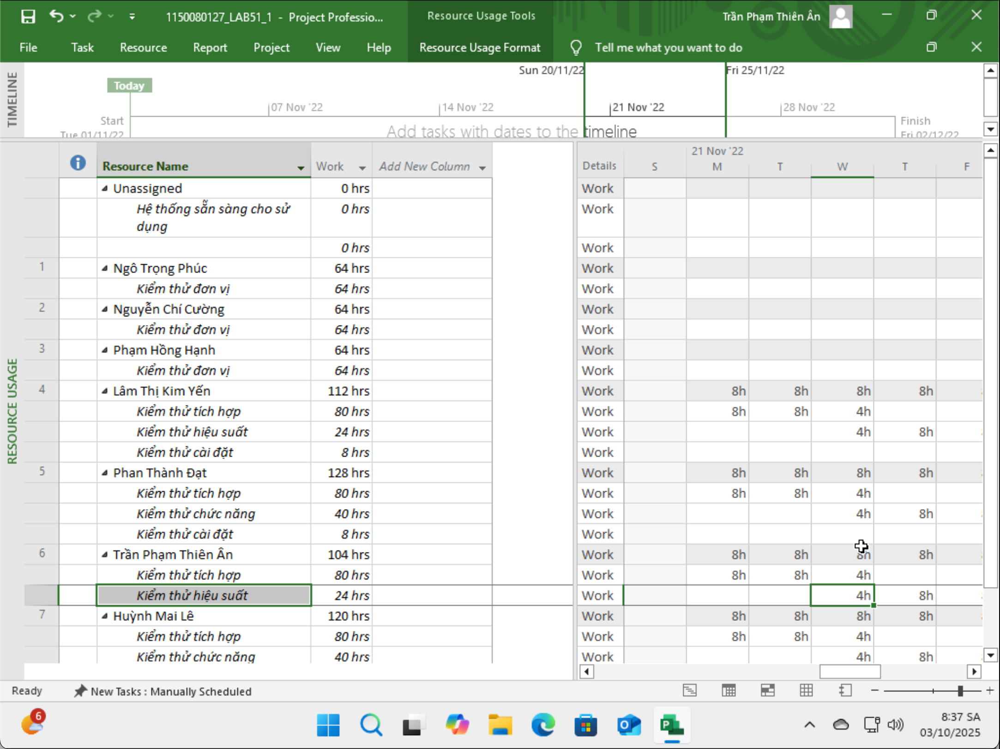 1150080127_LAB51_1 - Project Professio...
Resource Usage Tools
Trần Phạm Thiên Ân
File Task Resource Report Project View Help Resource Usage Format Tell me what you want to do
TIMELINE
Sun 20/11/22 Fri 25/11/22
Today
07 Nov '22 14 Nov '22 21 Nov '22 28 Nov '22
Start
Tue 01/11/22
Add tasks with dates to the timeline
Finish
Fri 02/12/22
RESOURCE USAGE
21 Nov '22
Resource Name Work Add New Column Details S M T W T F
Unassigned 0 hrs Work
Hệ thống sẵn sàng cho sử 0 hrs Work
dụng
0 hrs Work
1 Ngô Trọng Phúc 64 hrs Work
Kiểm thử đơn vị 64 hrs Work
2 Nguyễn Chí Cường 64 hrs Work
Kiểm thử đơn vị 64 hrs Work
3 Phạm Hồng Hạnh 64 hrs Work
Kiểm thử đơn vị 64 hrs Work
4 Lâm Thị Kim Yến 112 hrs Work 8h 8h 8h 8h
Kiểm thử tích hợp 80 hrs Work 8h 8h 4h
Kiểm thử hiệu suất 24 hrs Work 4h 8h
Kiểm thử cài đặt 8 hrs Work
5 Phan Thành Đạt 128 hrs Work 8h 8h 8h 8h
Kiểm thử tích hợp 80 hrs Work 8h 8h 4h
Kiểm thử chức năng 40 hrs Work 4h 8h
Kiểm thử cài đặt 8 hrs Work
6 Trần Phạm Thiên Ân 104 hrs Work 8h 8h 8h 8h
Kiểm thử tích hợp 80 hrs Work 8h 8h 4h
Kiểm thử hiệu suất 24 hrs Work 4h 8h
7 Huỳnh Mai Lê 120 hrs Work 8h 8h 8h 8h
Kiểm thử tích hợp 80 hrs Work 8h 8h 4h
Kiểm thử chức năng 40 hrs Work 4h 8h
Ready New Tasks : Manually Scheduled
6
8:37 SA
03/10/2025